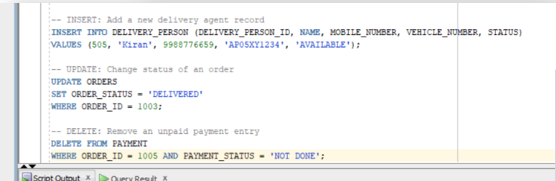 -- INSERT: Add a new delivery agent record
INSERT INTO DELIVERY_PERSON (DELIVERY_PERSON_ID, NAME, MOBILE_NUMBER, VEHICLE_NUMBER, STATUS)
VALUES (505, 'Kiran', 9988776659, 'AP05XY1234', 'AVAILABLE');
-- UPDATE: Change status of an order
UPDATE ORDERS
SET ORDER_STATUS = 'DELIVERED'
WHERE ORDER_ID = 1003;
-- DELETE: Remove an unpaid payment entry
DELETE FROM PAYMENT
WHERE ORDER_ID = 1005 AND PAYMENT_STATUS = 'NOT DONE';
Script Output × Query Result ×